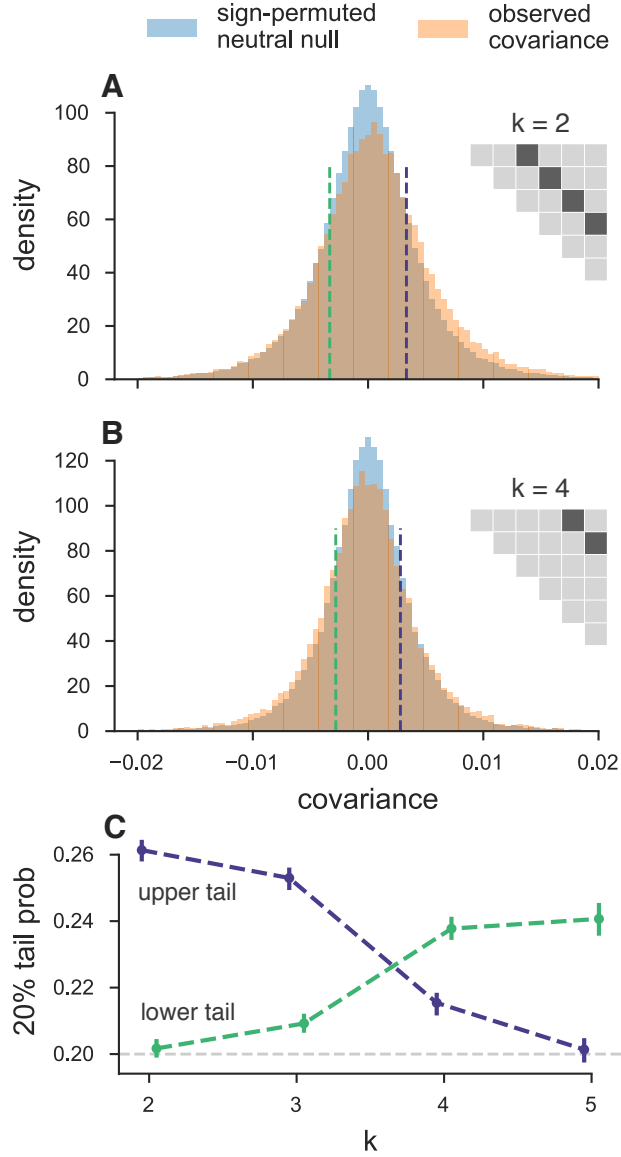 sign-permuted
neutral null
observed
covariance
A
k = 2
100
80
60
40
20
0
density
B
k = 4
120
100
80
60
40
20
0
density
−0.02
−0.01
0.00
0.01
0.02
covariance
C
0.26
0.24
0.22
0.20
20% tail prob
upper tail
lower tail
2
3
4
5
k